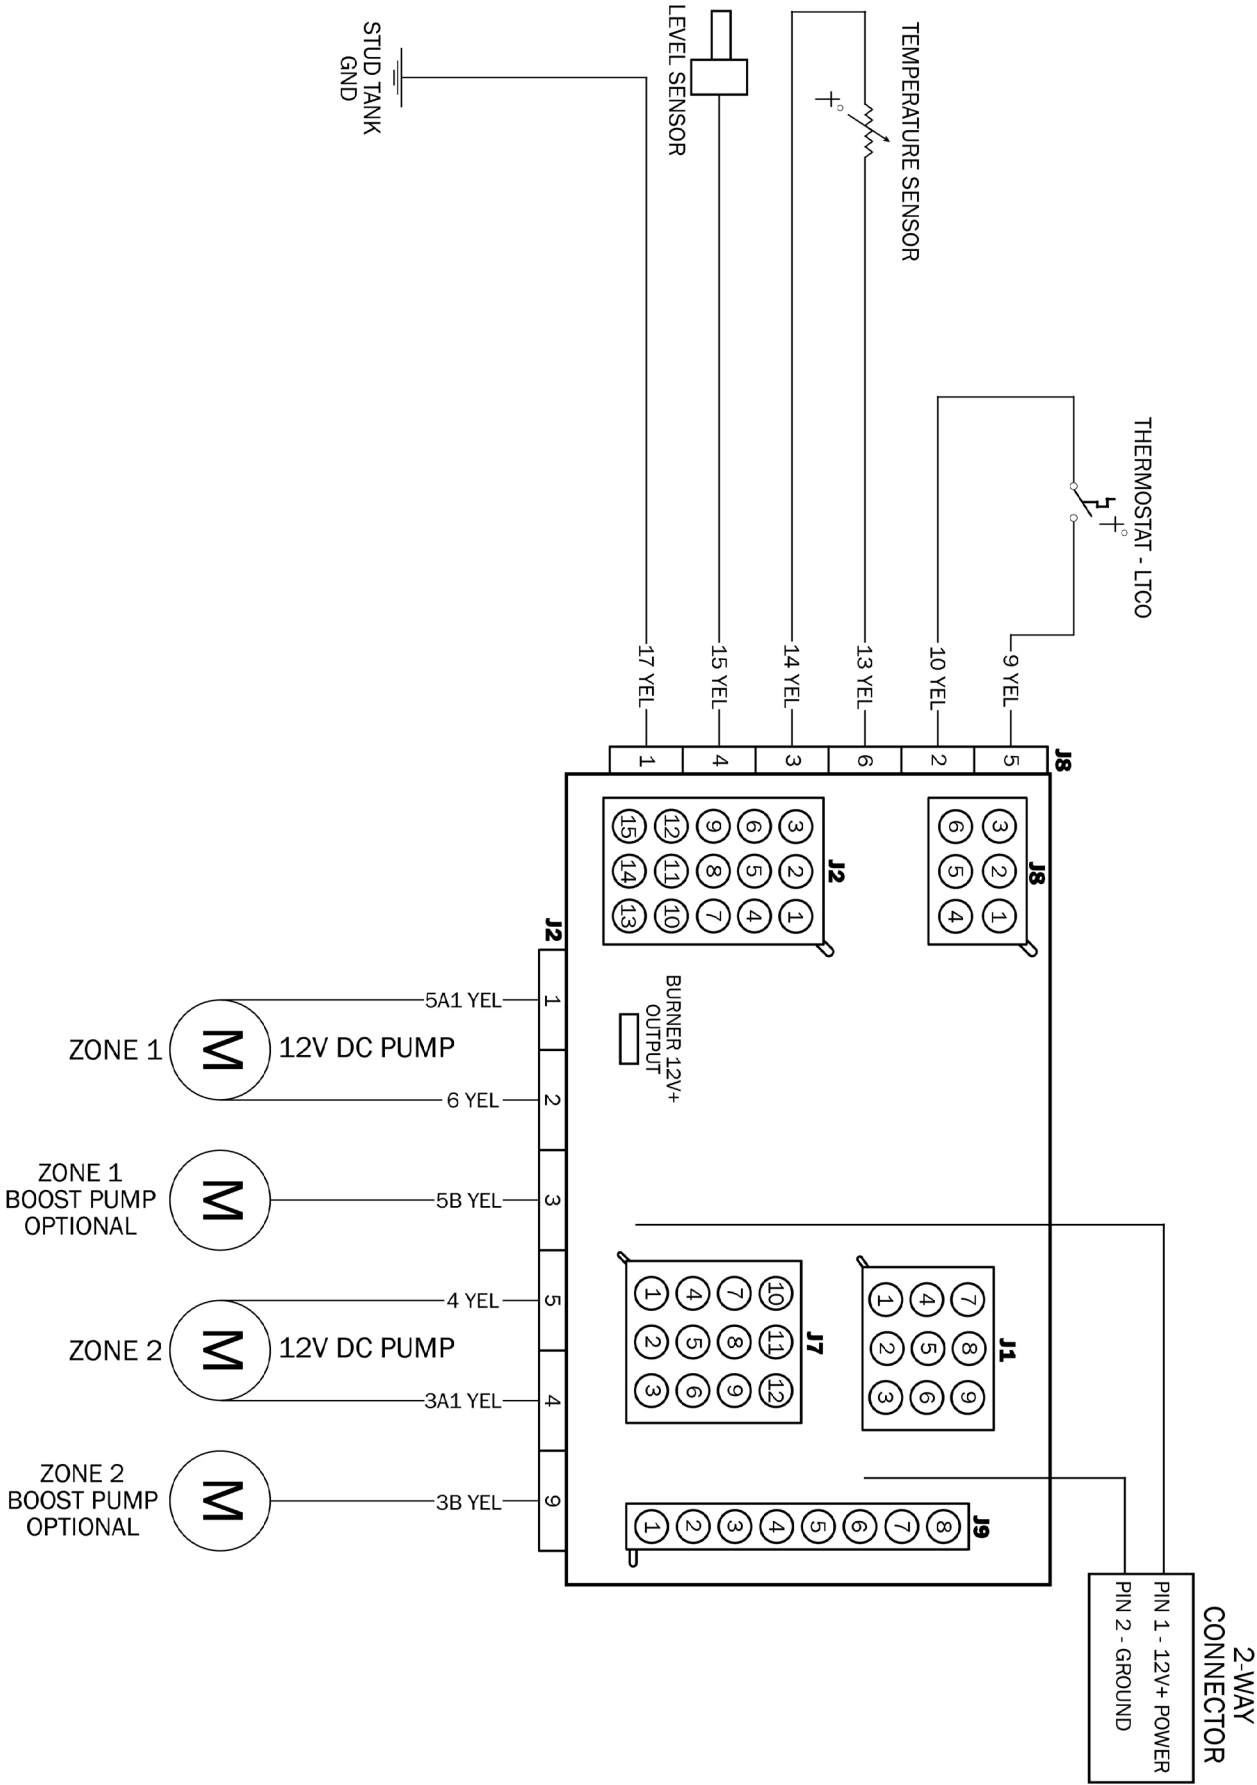 STUD TANK
GND
LEVEL SENSOR
TEMPERATURE SENSOR
THERMOSTAT - LTCO
17 YEL
15 YEL
14 YEL
13 YEL
10 YEL
9 YEL
J8
1
4
3
6
2
5
J2
3
2
1
6
5
4
9
8
7
12
11
10
15
14
13
J8
3
2
1
6
5
4
BURNER 12V+
OUTPUT
J2
1
2
3
5
4
9
5A1 YEL
ZONE 1
M
12V DC PUMP
6 YEL
ZONE 1
BOOST PUMP
OPTIONAL
M
5B YEL
4 YEL
ZONE 2
M
12V DC PUMP
3A1 YEL
ZONE 2
BOOST PUMP
OPTIONAL
M
3B YEL
J7
1
2
3
4
5
6
7
8
9
10
11
12
J1
1
2
3
4
5
6
7
8
9
J9
1
2
3
4
5
6
7
8
2-WAY
CONNECTOR
PIN 1 - 12V+ POWER
PIN 2 - GROUND